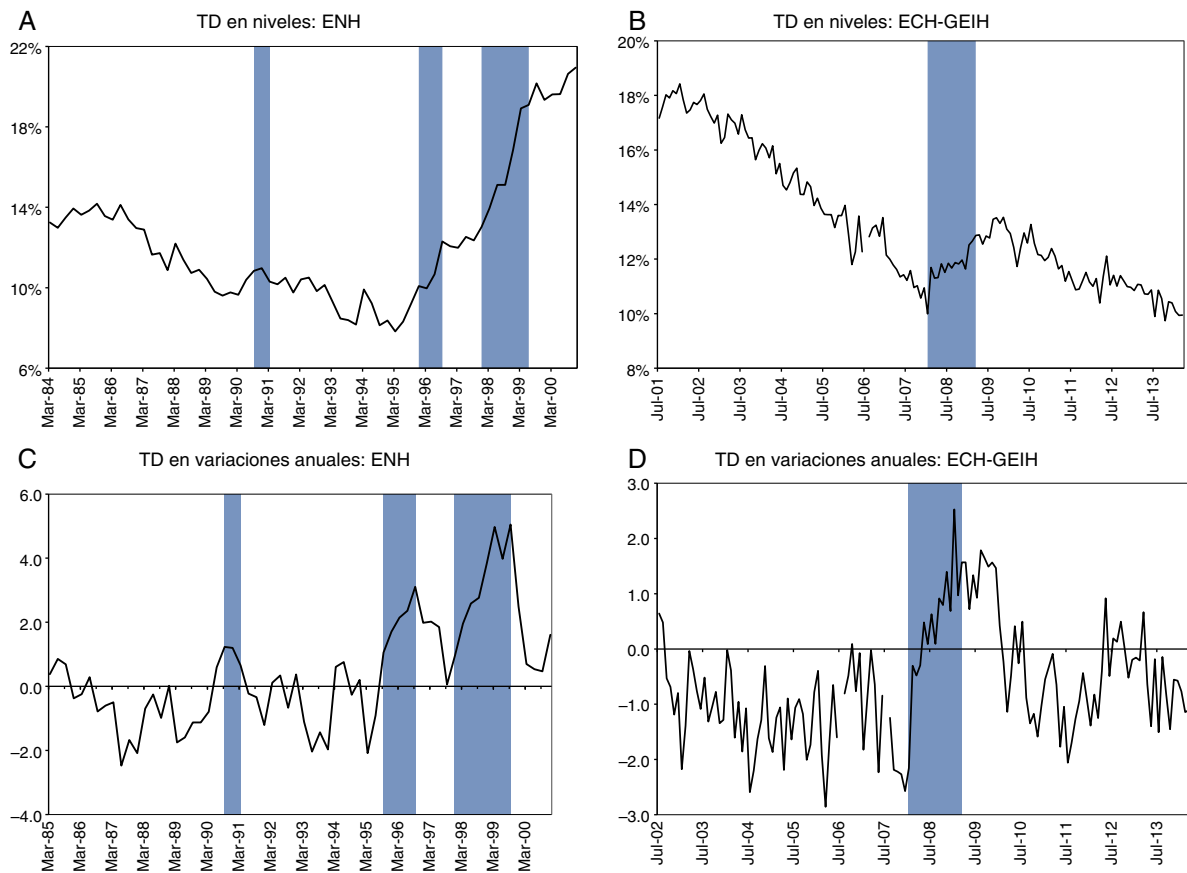 A
TD en niveles: ENH
22%
18%
14%
10%
6%
Mar-84
Mar-85
Mar-86
Mar-87
Mar-88
Mar-89
Mar-90
Mar-91
Mar-92
Mar-93
Mar-94
Mar-95
Mar-96
Mar-97
Mar-98
Mar-99
Mar-00
B
TD en niveles: ECH-GEIH
20%
18%
16%
14%
12%
10%
8%
Jul-01
Jul-02
Jul-03
Jul-04
Jul-05
Jul-06
Jul-07
Jul-08
Jul-09
Jul-10
Jul-11
Jul-12
Jul-13
C
TD en variaciones anuales: ENH
6.0
4.0
2.0
0.0
−2.0
−4.0
Mar-85
Mar-86
Mar-87
Mar-88
Mar-89
Mar-90
Mar-91
Mar-92
Mar-93
Mar-94
Mar-95
Mar-96
Mar-97
Mar-98
Mar-99
Mar-00
D
TD en variaciones anuales: ECH-GEIH
3.0
2.0
1.0
0.0
−1.0
−2.0
−3.0
Jul-02
Jul-03
Jul-04
Jul-05
Jul-06
Jul-07
Jul-08
Jul-09
Jul-10
Jul-11
Jul-12
Jul-13